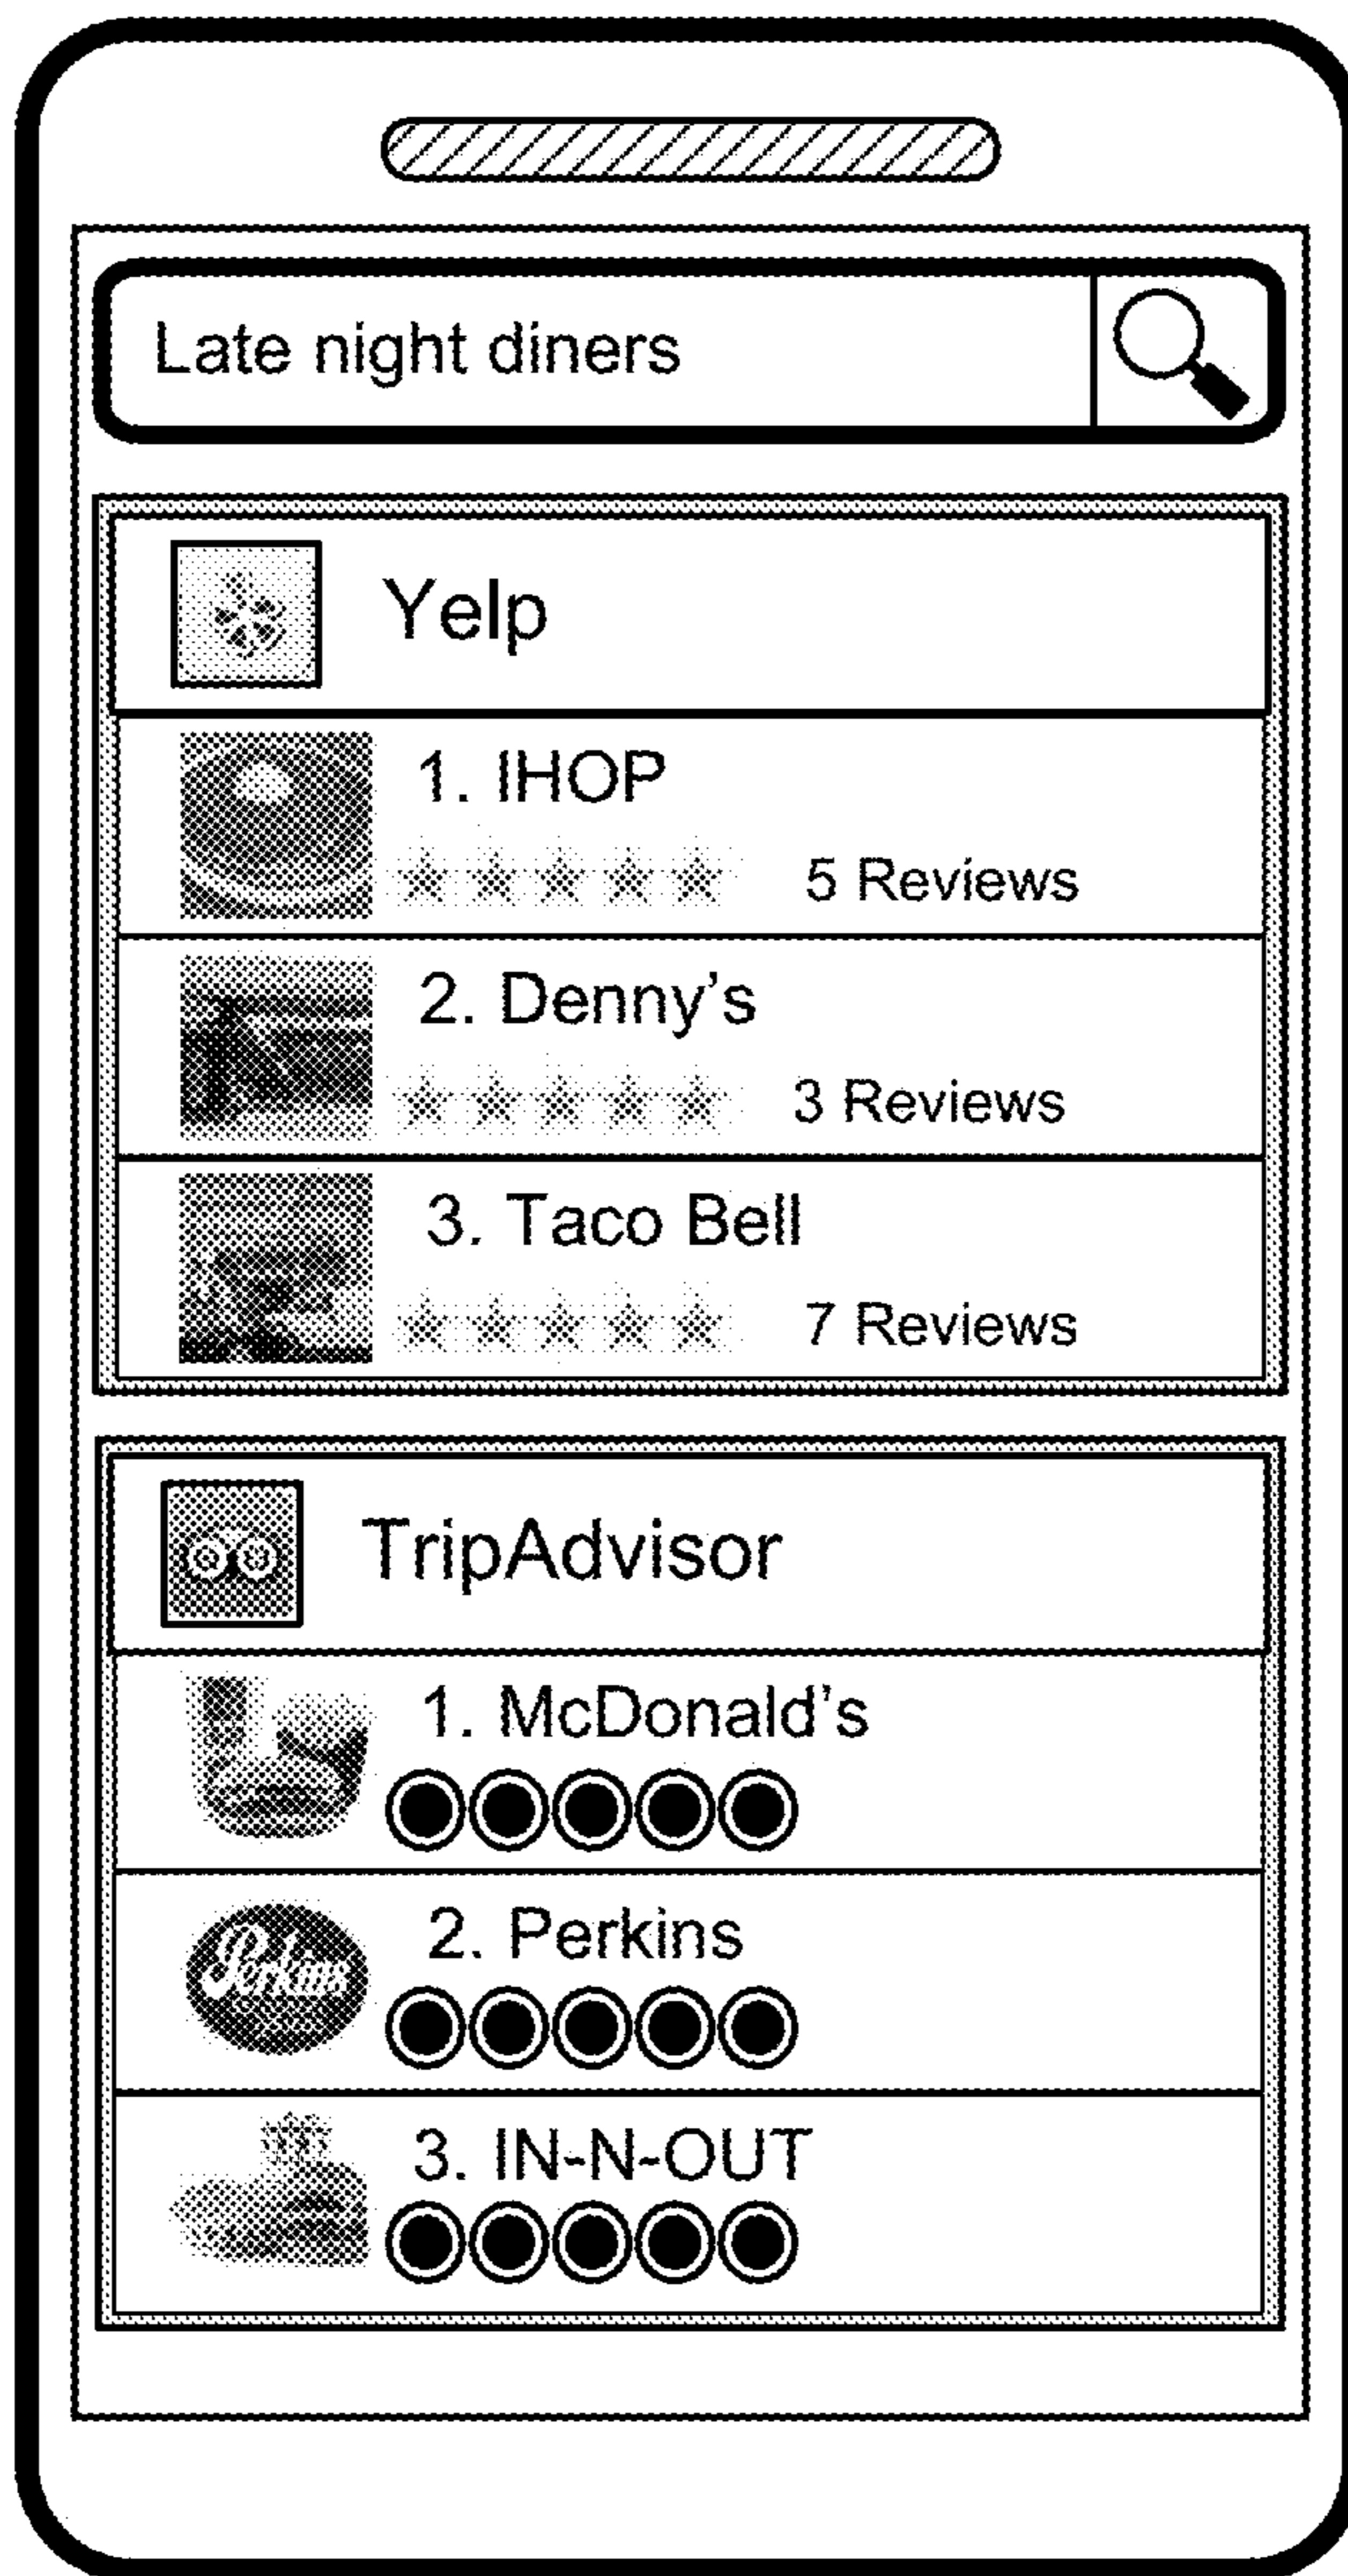 Late night diners
Yelp
1. IHOP
5 Reviews
2. Denny's
3 Reviews
3. Taco Bell
7 Reviews
TripAdvisor
1. McDonald's
2. Perkins
Perkins
3. IN-N-OUT